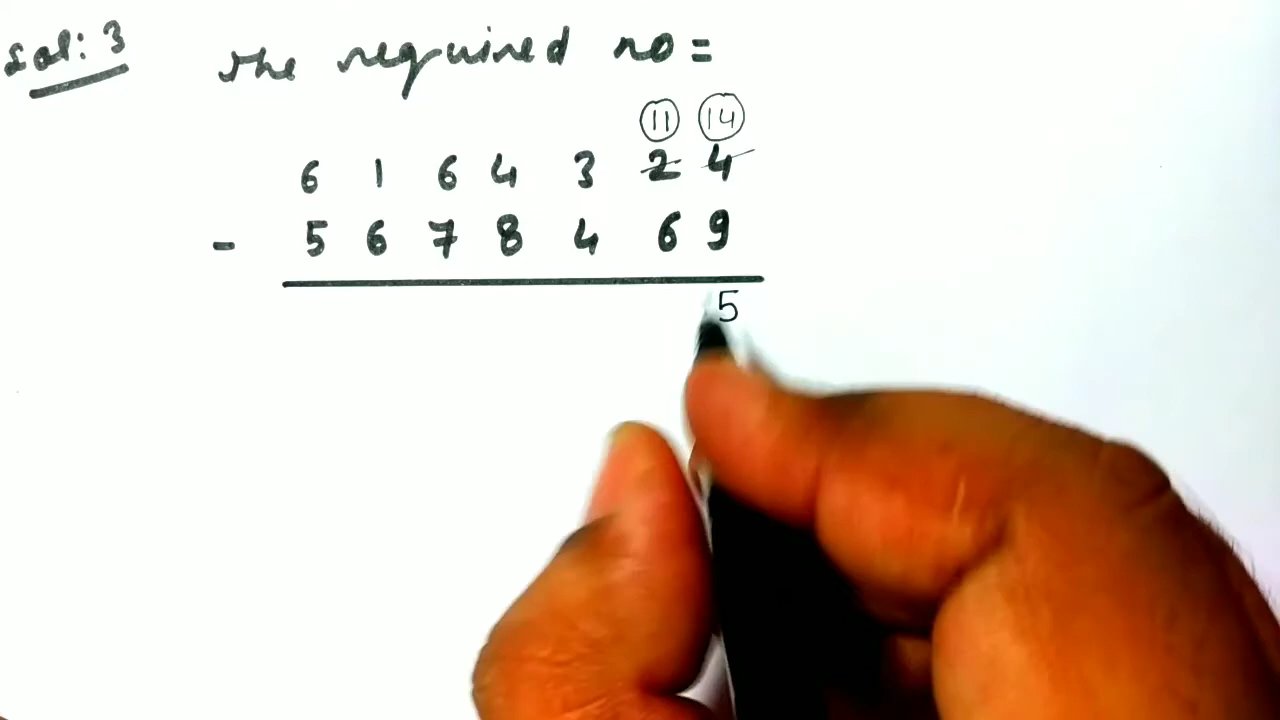 Sol: 3 The required no =
11 14
6 1 6 4 3 2 4
- 5 6 7 8 4 6 9
5